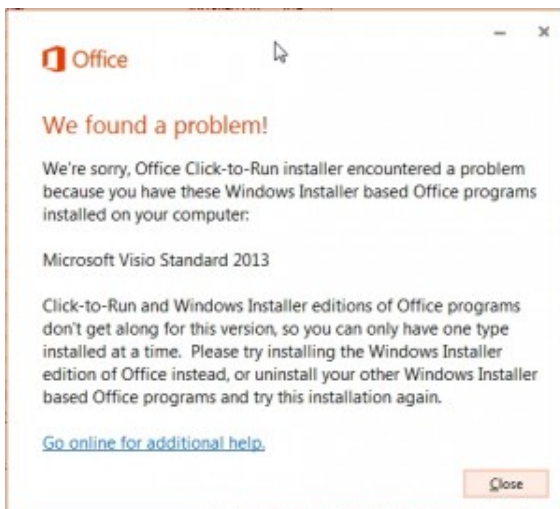 Office
We found a problem!
We're sorry, Office Click-to-Run installer encountered a problem
because you have these Windows Installer based Office programs
installed on your computer:
Microsoft Visio Standard 2013
Click-to-Run and Windows Installer editions of Office programs
don't get along for this version, so you can only have one type
installed at a time.  Please try installing the Windows Installer
edition of Office instead, or uninstall your other Windows Installer
based Office programs and try this installation again.
Go online for additional help.
Close